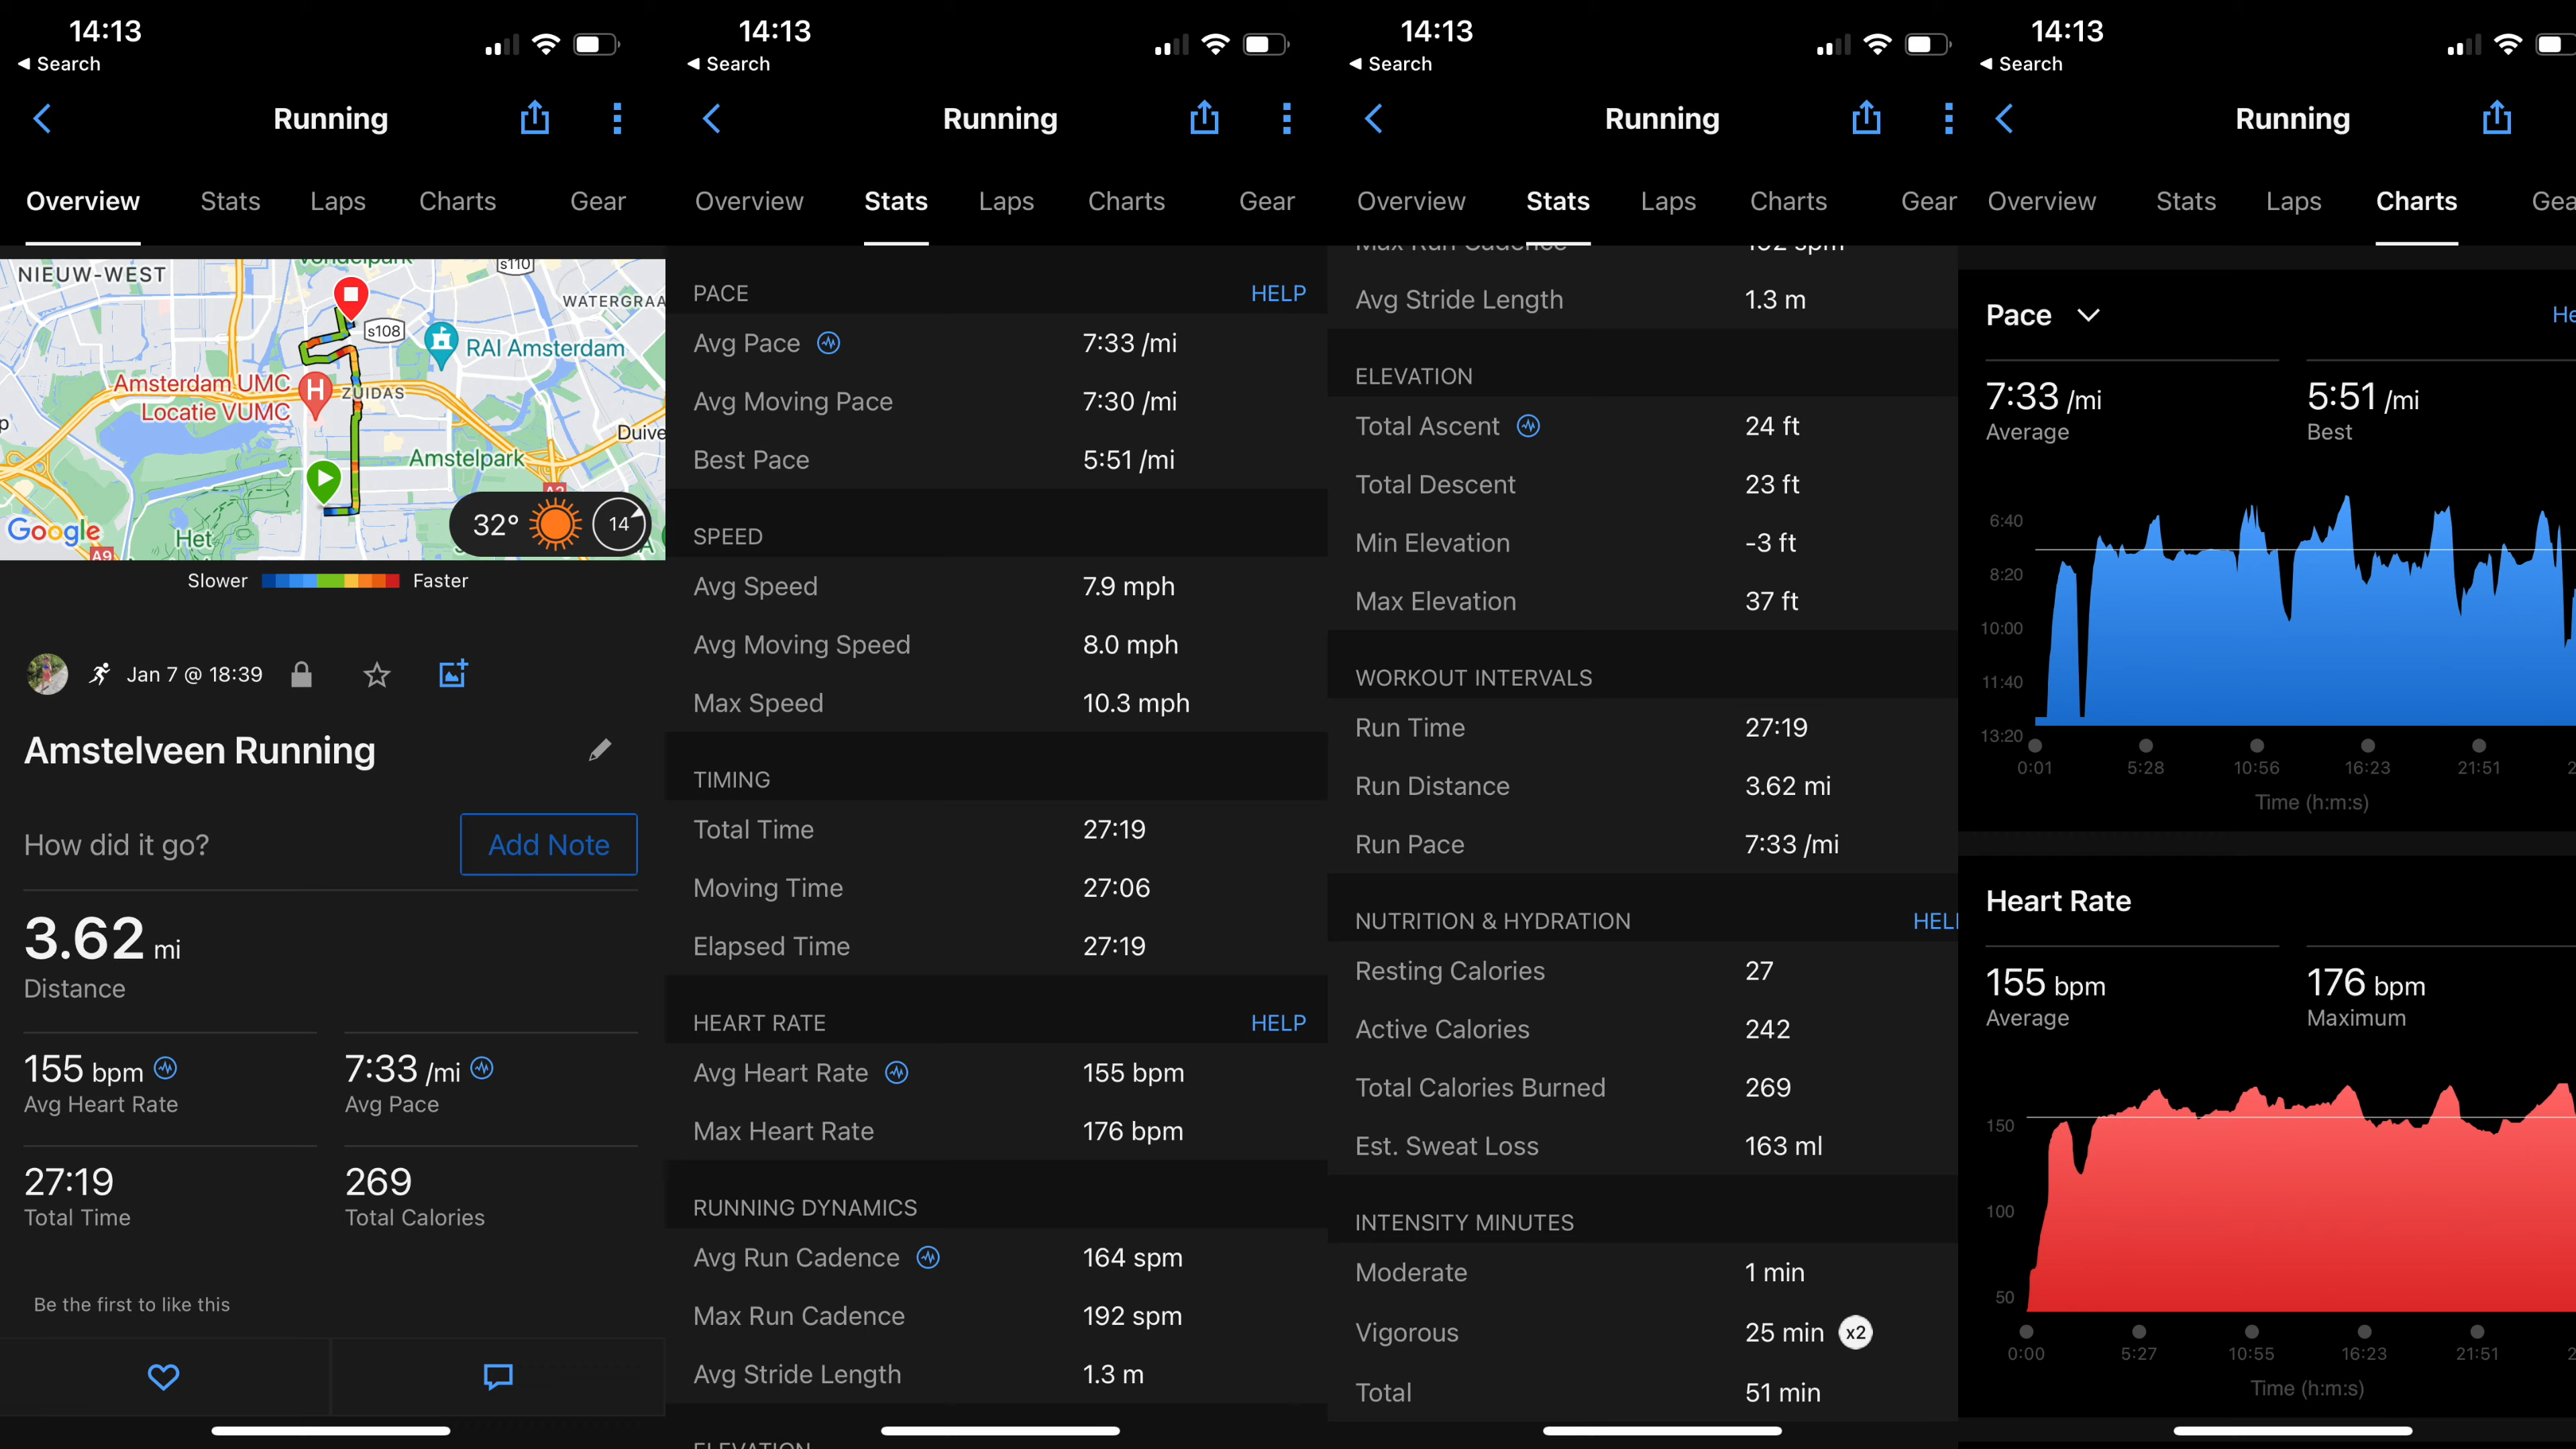 14:13
◀ Search
Running
Overview Stats Laps Charts Gear
NIEUW-WEST
Vondelpark
s110
WATERGRAA
s108
RAI Amsterdam
Amsterdam UMC
Locatie VUMC
H
ZUIDAS
Duive
Amstelpark
A2
32° 14
Google
Het
A9
Slower Faster
Jan 7 @ 18:39
Amstelveen Running
How did it go? Add Note
3.62 mi
Distance
155 bpm 7:33 /mi
Avg Heart Rate Avg Pace
27:19 269
Total Time Total Calories
Be the first to like this
14:13
◀ Search
Running
Overview Stats Laps Charts Gear
PACE HELP
Avg Pace 7:33 /mi
Avg Moving Pace 7:30 /mi
Best Pace 5:51 /mi
SPEED
Avg Speed 7.9 mph
Avg Moving Speed 8.0 mph
Max Speed 10.3 mph
TIMING
Total Time 27:19
Moving Time 27:06
Elapsed Time 27:19
HEART RATE HELP
Avg Heart Rate 155 bpm
Max Heart Rate 176 bpm
RUNNING DYNAMICS
Avg Run Cadence 164 spm
Max Run Cadence 192 spm
Avg Stride Length 1.3 m
ELEVATION
14:13
◀ Search
Running
Overview Stats Laps Charts Gear
Max Run Cadence 192 spm
Avg Stride Length 1.3 m
ELEVATION
Total Ascent 24 ft
Total Descent 23 ft
Min Elevation -3 ft
Max Elevation 37 ft
WORKOUT INTERVALS
Run Time 27:19
Run Distance 3.62 mi
Run Pace 7:33 /mi
NUTRITION & HYDRATION HEL
Resting Calories 27
Active Calories 242
Total Calories Burned 269
Est. Sweat Loss 163 ml
INTENSITY MINUTES
Moderate 1 min
Vigorous 25 min x2
Total 51 min
14:13
◀ Search
Running
Overview Stats Laps Charts Gea
Pace He
7:33 /mi 5:51 /mi
Average Best
6:40
8:20
10:00
11:40
13:20
0:01 5:28 10:56 16:23 21:51 2
Time (h:m:s)
Heart Rate
155 bpm 176 bpm
Average Maximum
150
100
50
0:00 5:27 10:55 16:23 21:51 2
Time (h:m:s)